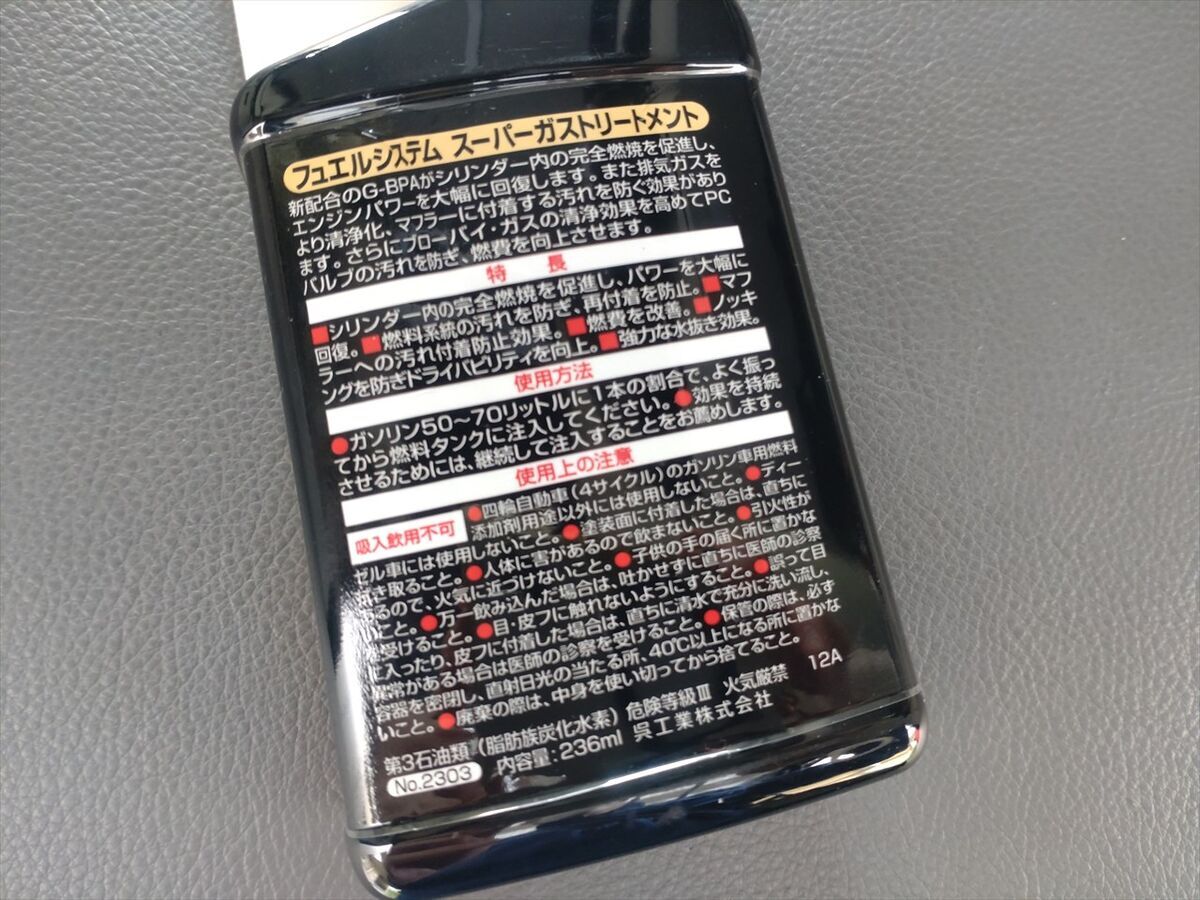 フュエルシステム スーパーガストリートメント
新配合のG-BPAがシリンダー内の完全燃焼を促進し、
エンジンパワーを大幅に回復します。また排気ガスを
より清浄化、マフラーに付着する汚れを防ぐ効果があり
ます。さらにブローバイ・ガスの清浄効果を高めてPC
バルブの汚れを防ぎ、燃費を向上させます。
特 長
■シリンダー内の完全燃焼を促進し、パワーを大幅に
回復。■燃料系統の汚れを防ぎ、再付着を防止。■マフ
ラーへの汚れ付着防止効果。■燃費を改善。■ノッキ
ングを防ぎドライバビリティを向上。■強力な水抜き効果。
使用方法
●ガソリン50〜70リットルに1本の割合で、よく振っ
てから燃料タンクに注入してください。●効果を持続
させるためには、継続して注入することをお薦めします。
使用上の注意
吸入飲用不可
●四輪自動車(4サイクル)のガソリン車用燃料
添加剤用途以外には使用しないこと。●ディー
ゼル車には使用しないこと。●塗装面に付着した場合は、直ちに
き取ること。●人体に害があるので飲まないこと。●引火性が
あるので、火気に近づけないこと。●子供の手の届く所に置かな
いこと。●万一飲み込んだ場合は、吐かせずに直ちに医師の診察
を受けること。●目・皮フに触れないようにすること。●誤って目
に入ったり、皮フに付着した場合は、直ちに清水で充分に洗い流し、
異常がある場合は医師の診察を受けること。●保管の際は、必ず
容器を密閉し、直射日光の当たる所、40℃以上になる所に置かな
いこと。●廃棄の際は、中身を使い切ってから捨てること。
12A
第3石油類(脂肪族炭化水素) 危険等級Ⅲ 火気厳禁
No.2303 内容量:236ml 呉工業株式会社